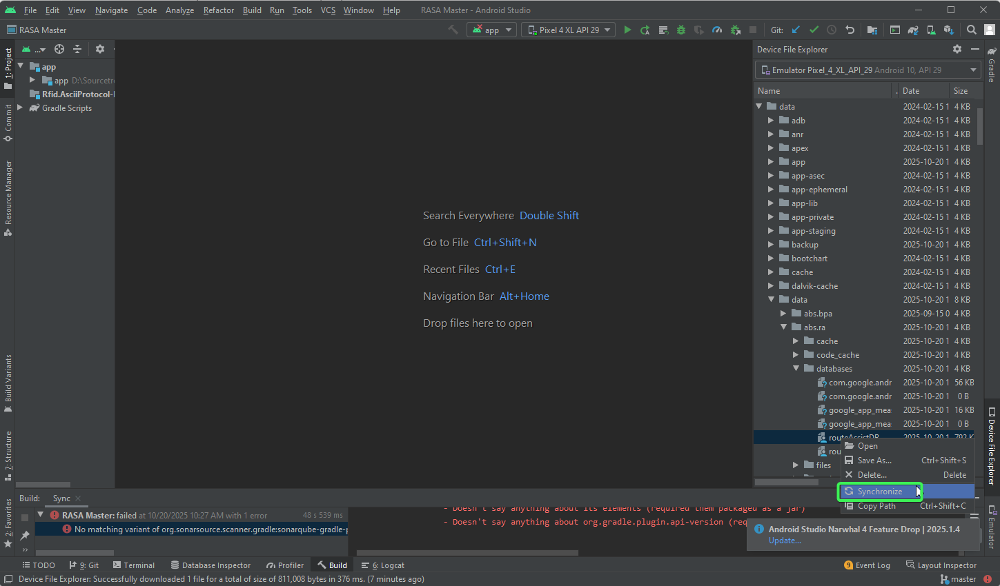 File Edit View Navigate Code Analyze Refactor Build Run Tools VCS Window Help RASA Master - Android Studio
RASA Master
app
Pixel 4 XL API 29
Git:
1: Project
Commit
Resource Manager
Build Variants
7: Structure
2: Favorites
...
app
app D:\Sourcetre
Rfid.AsciiProtocol-
Gradle Scripts
Search Everywhere Double Shift
Go to File Ctrl+Shift+N
Recent Files Ctrl+E
Navigation Bar Alt+Home
Drop files here to open
Device File Explorer
Emulator Pixel_4_XL_API_29 Android 10, API 29
Name . Date Size
data 2024-02-15 1 4 KB
adb 2024-02-15 1 4 KB
anr 2024-02-15 1 4 KB
apex 2024-02-15 1 4 KB
app 2025-10-20 1 4 KB
app-asec 2024-02-15 1 4 KB
app-ephemeral 2024-02-15 1 4 KB
app-lib 2024-02-15 1 4 KB
app-private 2024-02-15 1 4 KB
app-staging 2024-02-15 1 4 KB
backup 2025-10-20 1 4 KB
bootchart 2024-02-15 1 4 KB
cache 2024-02-15 1 4 KB
dalvik-cache 2024-02-15 1 4 KB
data 2025-10-20 1 8 KB
abs.bpa 2025-09-15 0 4 KB
abs.ra 2025-10-20 1 4 KB
cache 2025-10-20 1 4 KB
code_cache 2025-10-20 1 4 KB
databases 2025-10-20 1 4 KB
com.google.andr 2025-10-20 1 56 KB
com.google.andr 2025-10-20 1 0 B
google_app_mea 2025-10-20 1 16 KB
google_app_mea 2025-10-20 1 0 B
routeAssistDB 2025-10-20 1 792 K
rou
files
Open
Save As... Ctrl+Shift+S
Delete... Delete
Synchronize
Copy Path Ctrl+Shift+C
Gradle
Device File Explorer
Emulator
Build: Sync
RASA Master: failed at 10/20/2025 10:27 AM with 1 error 48 s 539 ms
No matching variant of org.sonarsource.scanner.gradle:sonarqube-gradle-p
- Doesn't say anything about its elements (required them packaged as a jar)
- Doesn't say anything about org.gradle.plugin.api-version (req
Android Studio Narwhal 4 Feature Drop | 2025.1.4
Update...
TODO 9: Git Terminal Database Inspector Profiler Build 6: Logcat 9 Event Log Layout Inspector
Device File Explorer: Successfully downloaded 1 file for a total of size of 811,008 bytes in 376 ms. (7 minutes ago) master